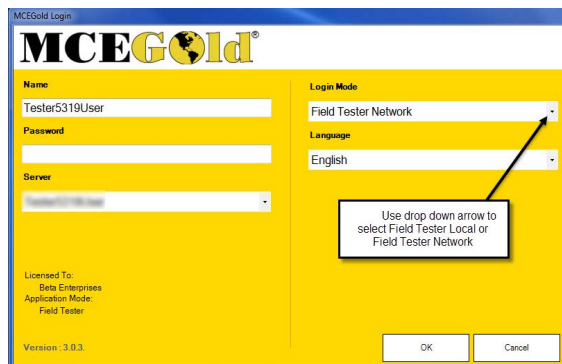 MCEGold Login
MCEGold®
Name
Tester5319User
Password
Server
Login Mode
Field Tester Network
Language
English
Use drop down arrow to
select Field Tester Local or
Field Tester Network
Licensed To:
Beta Enterprises
Application Mode:
Field Tester
Version : 3.0.3.
OK
Cancel